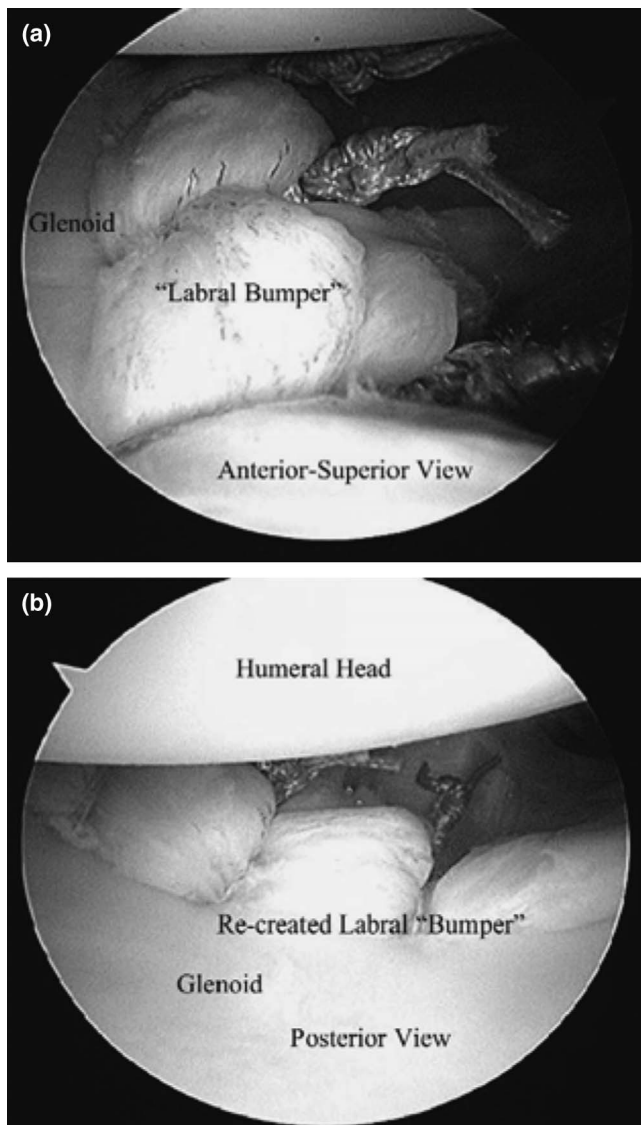 (a)
Glenoid
“Labral Bumper”
Anterior-Superior View
(b)
Humeral Head
Re-created Labral “Bumper”
Glenoid
Posterior View